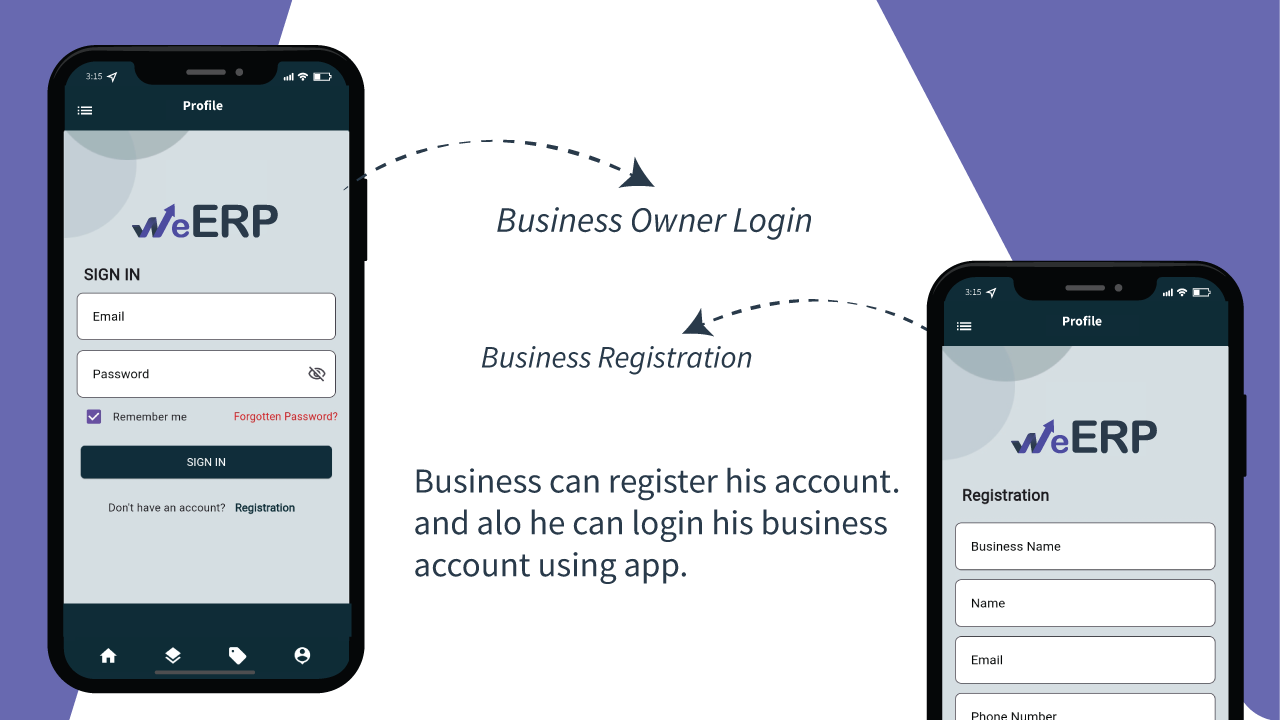 3:15
Profile
weERP
SIGN IN
Email
Password
Remember me
Forgotten Password?
SIGN IN
Don't have an account? Registration
Business Owner Login
Business Registration
Business can register his account.
and alo he can login his business
account using app.
3:15
Profile
weERP
Registration
Business Name
Name
Email
Phone Number